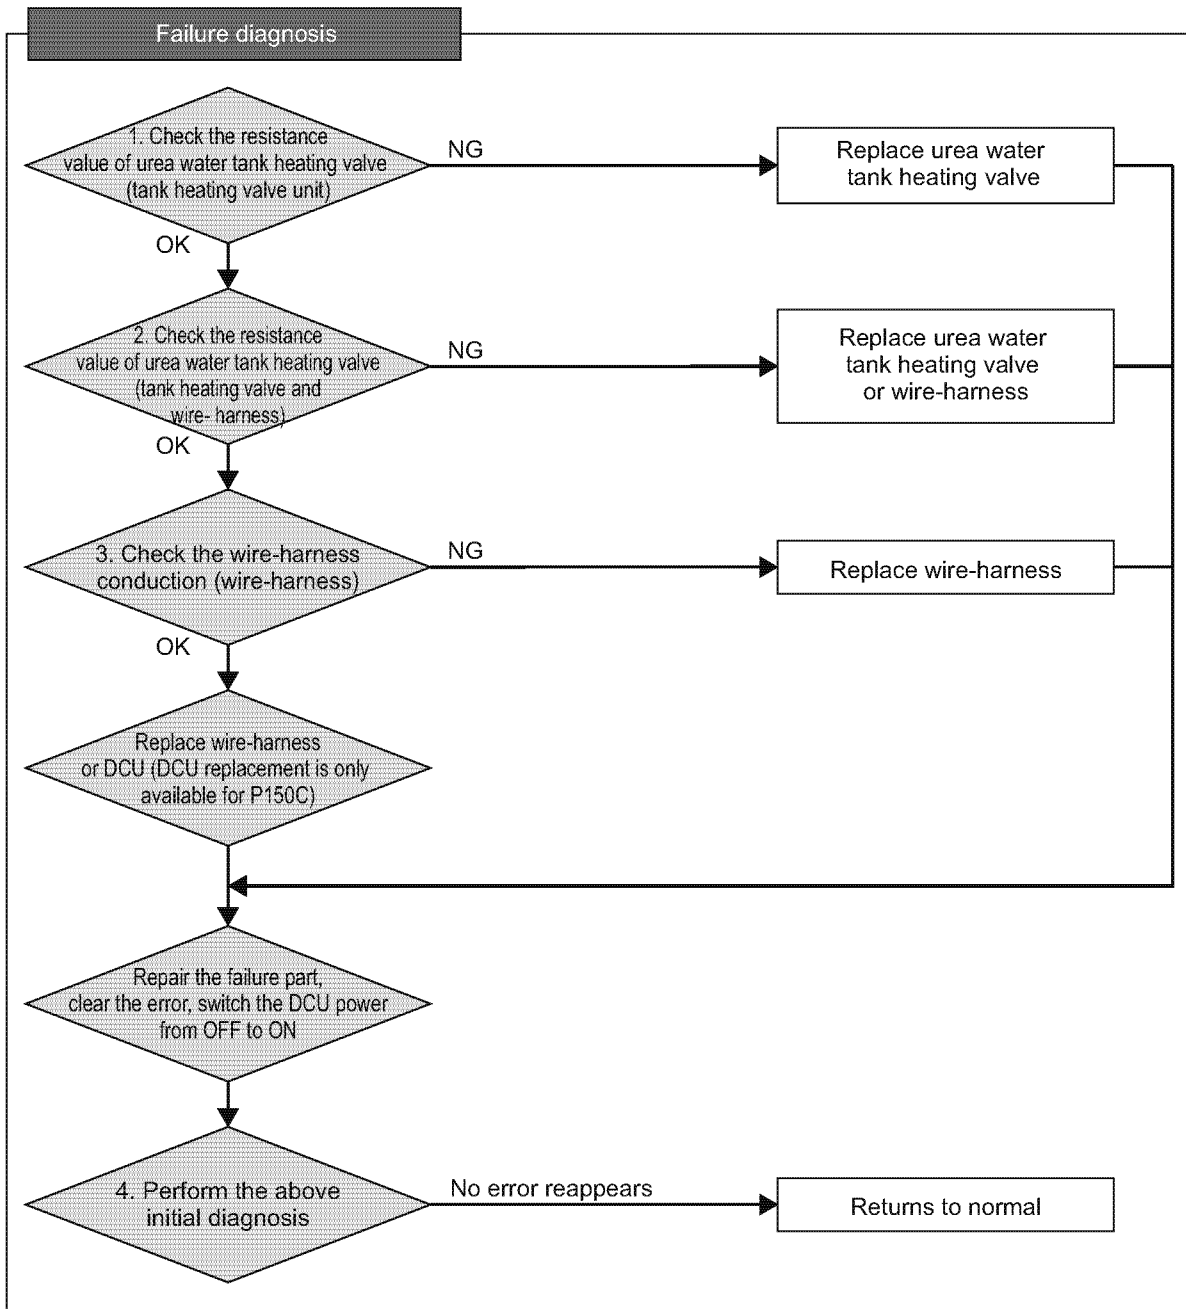 Failure diagnosis
1. Check the resistance
value of urea water tank heating valve
(tank heating valve unit)
NG
Replace urea water
tank heating valve
OK
2. Check the resistance
value of urea water tank heating valve
(tank heating valve and
wire- harness)
NG
Replace urea water
tank heating valve
or wire-harness
OK
3. Check the wire-harness
conduction (wire-harness)
NG
Replace wire-harness
OK
Replace wire-harness
or DCU (DCU replacement is only
available for P150C)
Repair the failure part,
clear the error, switch the DCU power
from OFF to ON
4. Perform the above
initial diagnosis
No error reappears
Returns to normal